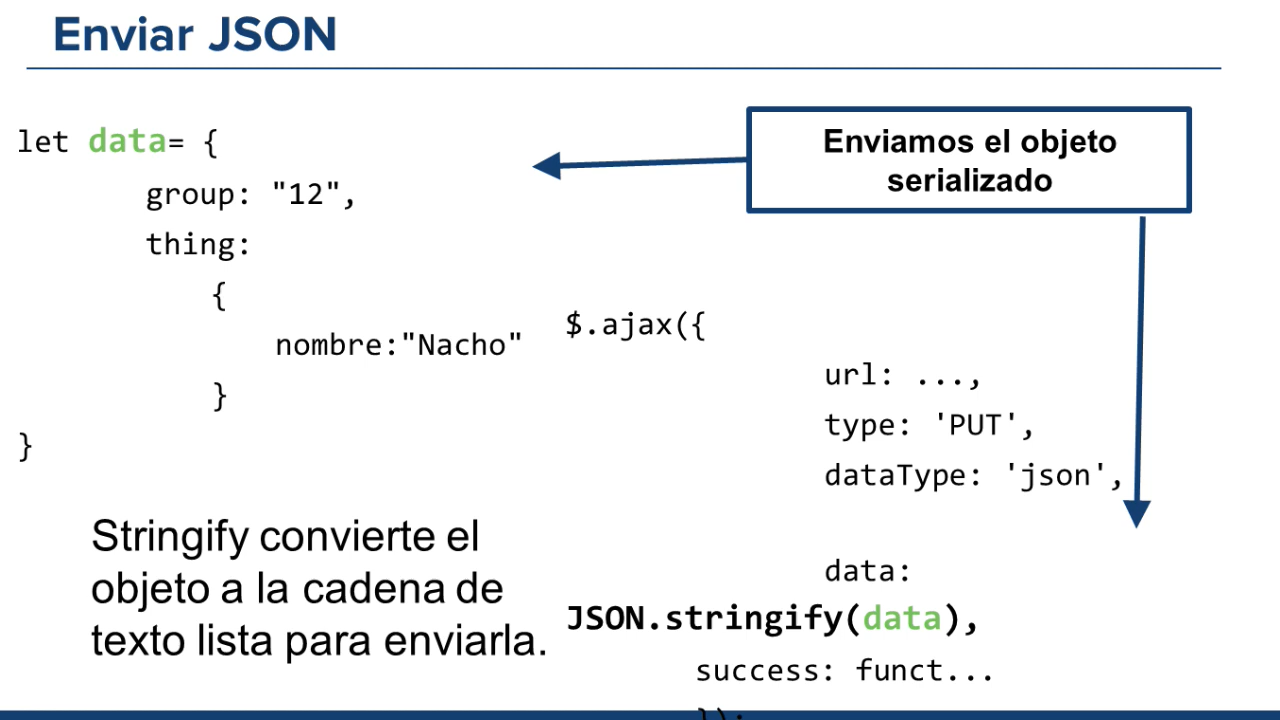 Enviar JSON
let data= {
group: "12",
thing:
{
nombre:"Nacho"
}
}
Stringify convierte el
objeto a la cadena de
texto lista para enviarla.
Enviamos el objeto
serializado
$.ajax({
url: ...,
type: 'PUT',
dataType: 'json',
data:
JSON.stringify(data),
success: funct...
});